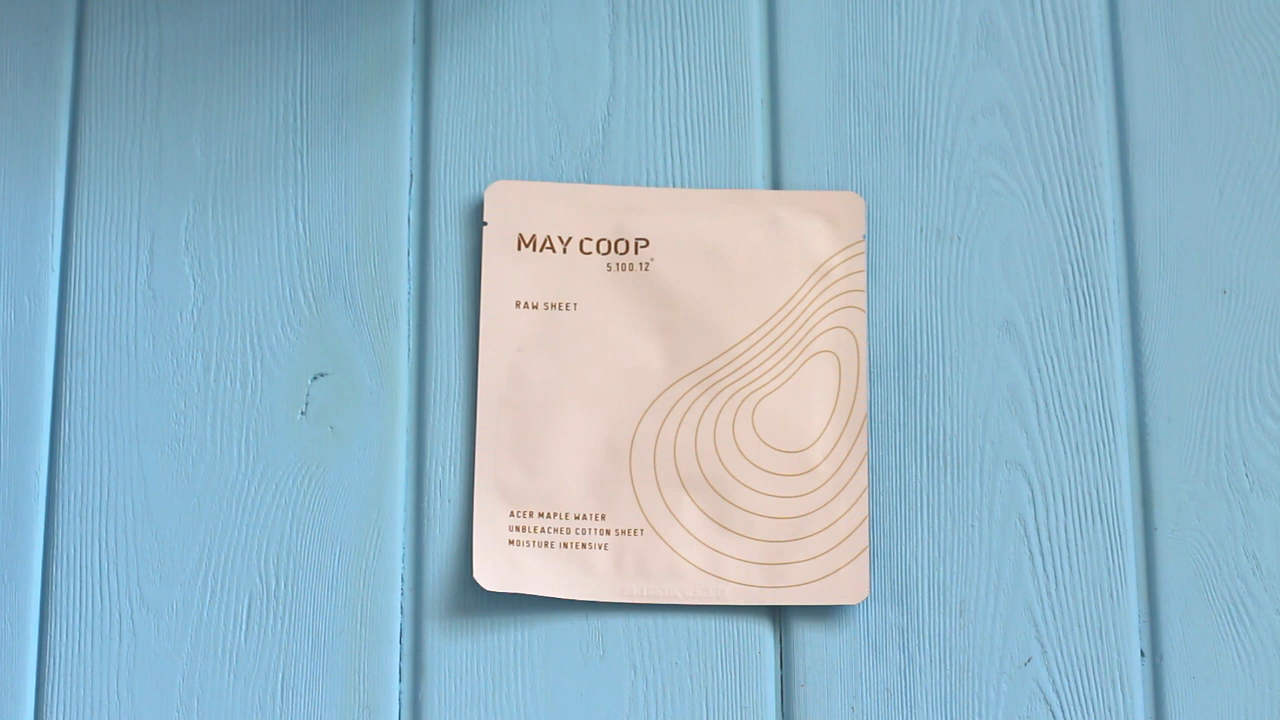 MAY COOP
5.100.12°
RAW SHEET
ACER MAPLE WATER
UNBLEACHED COTTON SHEET
MOISTURE INTENSIVE